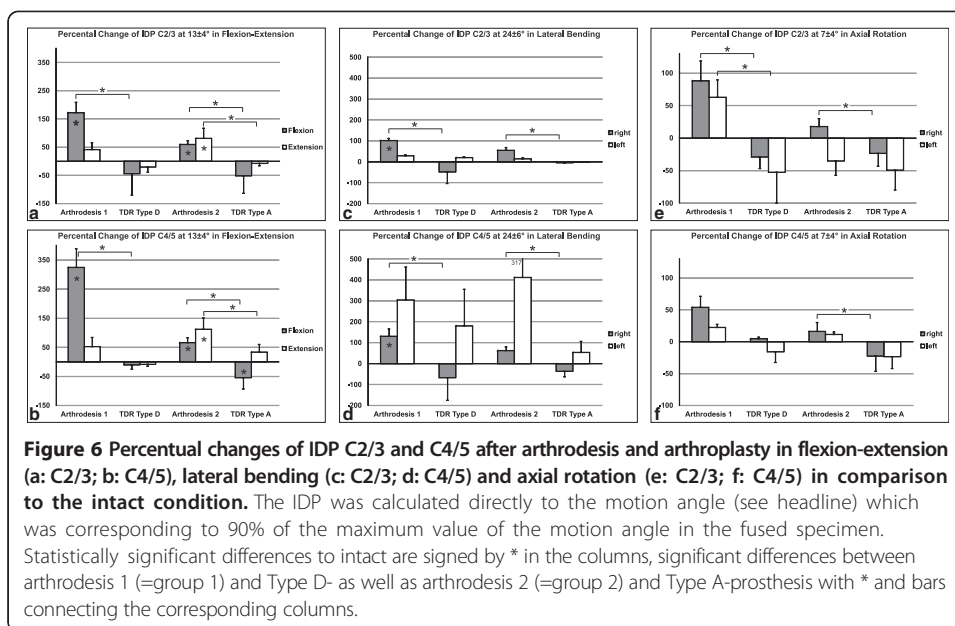 Percental Change of IDP C2/3 at 13±4° in Flexion-Extension
350
250
150
50
-50
-150
*
*
*
*
*
*
Flexion
Extension
Arthrodesis 1 TDR Type D Arthrodesis 2 TDR Type A
a
Percental Change of IDP C2/3 at 24±6° in Lateral Bending
500
400
300
200
100
0
-100
-200
*
*
*
right
left
Arthrodesis 1 TDR Type D Arthrodesis 2 TDR Type A
c
Percental Change of IDP C2/3 at 7±4° in Axial Rotation
100
50
0
-50
-100
*
*
*
right
left
Arthrodesis 1 TDR Type D Arthrodesis 2 TDR Type A
e
Percental Change of IDP C4/5 at 13±4° in Flexion-Extension
350
250
150
50
-50
-150
*
*
*
*
*
*
*
Flexion
Extension
Arthrodesis 1 TDR Type D Arthrodesis 2 TDR Type A
b
Percental Change of IDP C4/5 at 24±6° in Lateral Bending
500
400
300
200
100
0
-100
-200
*
*
*
317
right
left
Arthrodesis 1 TDR Type D Arthrodesis 2 TDR Type A
d
Percental Change of IDP C4/5 at 7±4° in Axial Rotation
100
50
0
-50
-100
*
right
left
Arthrodesis 1 TDR Type D Arthrodesis 2 TDR Type A
f
Figure 6 Percentual changes of IDP C2/3 and C4/5 after arthrodesis and arthroplasty in flexion-extension
(a: C2/3; b: C4/5), lateral bending (c: C2/3; d: C4/5) and axial rotation (e: C2/3; f: C4/5) in comparison
to the intact condition. The IDP was calculated directly to the motion angle (see headline) which
was corresponding to 90% of the maximum value of the motion angle in the fused specimen.
Statistically significant differences to intact are signed by * in the columns, significant differences between
arthrodesis 1 (=group 1) and Type D- as well as arthrodesis 2 (=group 2) and Type A-prosthesis with * and bars
connecting the corresponding columns.